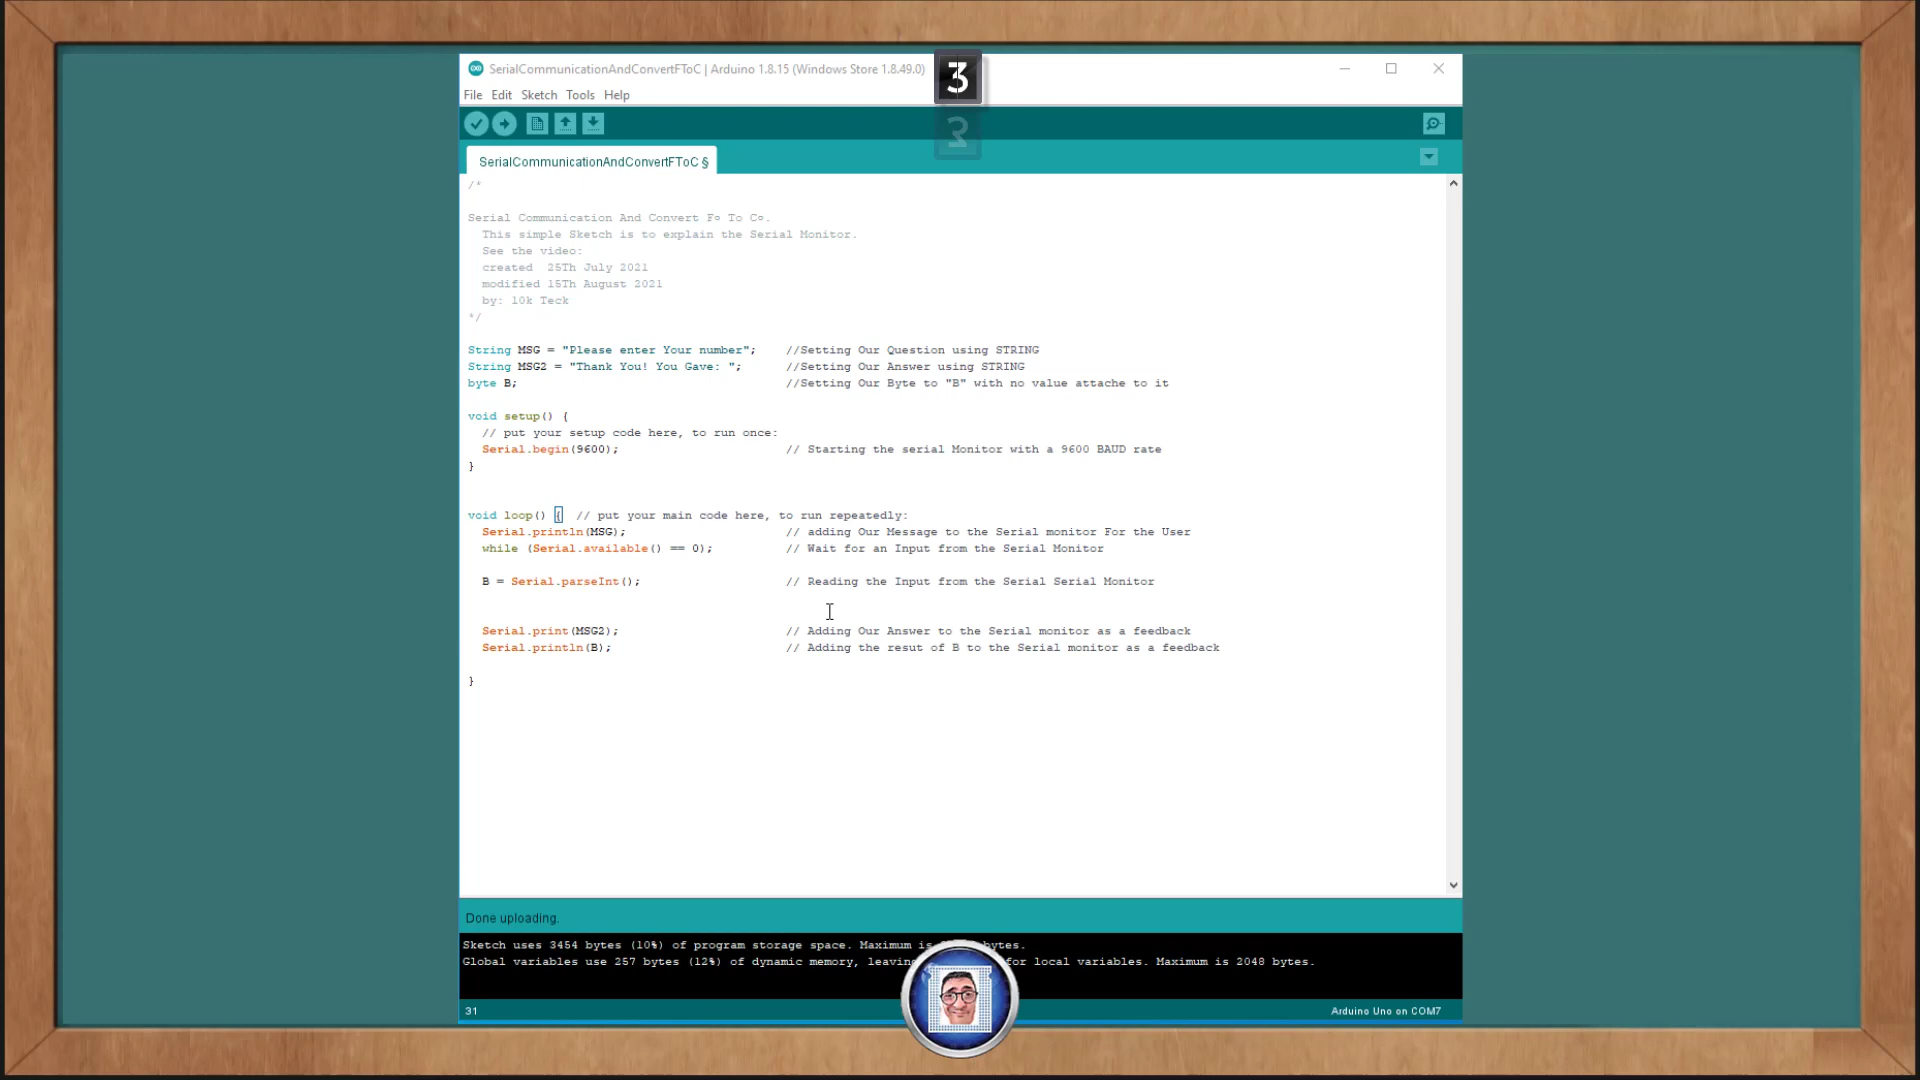 SerialCommunicationAndConvertFToC | Arduino 1.8.15 (Windows Store 1.8.49.0)
3
File Edit Sketch Tools Help
3
SerialCommunicationAndConvertFToC §
/*
Serial Communication And Convert Fº To Cº.
This simple Sketch is to explain the Serial Monitor.
See the video:
created  25Th July 2021
modified 15Th August 2021
by: 10k Teck
*/
String MSG = "Please enter Your number";    //Setting Our Question using STRING
String MSG2 = "Thank You! You Gave: ";      //Setting Our Answer using STRING
byte B;                                     //Setting Our Byte to "B" with no value attache to it
void setup() {
// put your setup code here, to run once:
Serial.begin(9600);                       // Starting the serial Monitor with a 9600 BAUD rate
}
void loop() {  // put your main code here, to run repeatedly:
Serial.println(MSG);                      // adding Our Message to the Serial monitor For the User
while (Serial.available() == 0);          // Wait for an Input from the Serial Monitor
B = Serial.parseInt();                    // Reading the Input from the Serial Serial Monitor
Serial.print(MSG2);                       // Adding Our Answer to the Serial monitor as a feedback
Serial.println(B);                        // Adding the resut of B to the Serial monitor as a feedback
}
Done uploading.
Sketch uses 3454 bytes (10%) of program storage space. Maximum is bytes.
Global variables use 257 bytes (12%) of dynamic memory, leaving for local variables. Maximum is 2048 bytes.
31
Arduino Uno on COM7